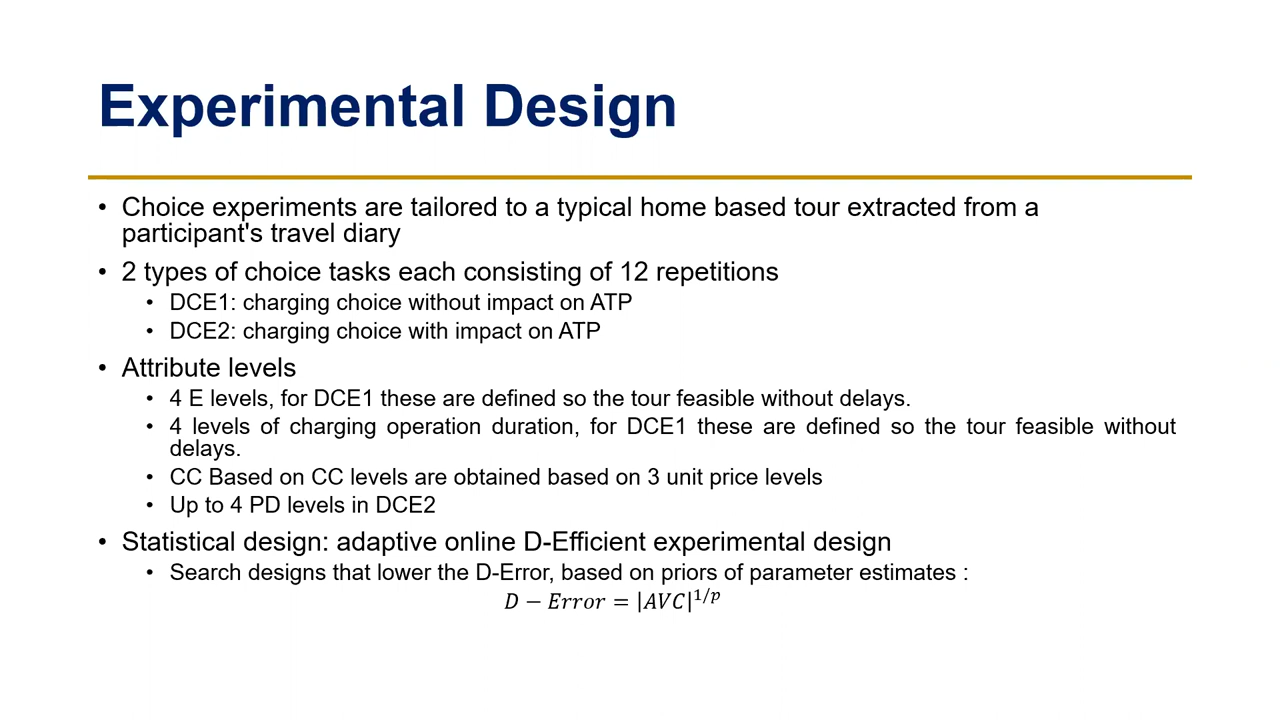 Experimental Design
• Choice experiments are tailored to a typical home based tour extracted from a
participant's travel diary
• 2 types of choice tasks each consisting of 12 repetitions
• DCE1: charging choice without impact on ATP
• DCE2: charging choice with impact on ATP
• Attribute levels
• 4 E levels, for DCE1 these are defined so the tour feasible without delays.
• 4 levels of charging operation duration, for DCE1 these are defined so the tour feasible without
delays.
• CC Based on CC levels are obtained based on 3 unit price levels
• Up to 4 PD levels in DCE2
• Statistical design: adaptive online D-Efficient experimental design
• Search designs that lower the D-Error, based on priors of parameter estimates :
D − Error = |AVC|^{1/p}